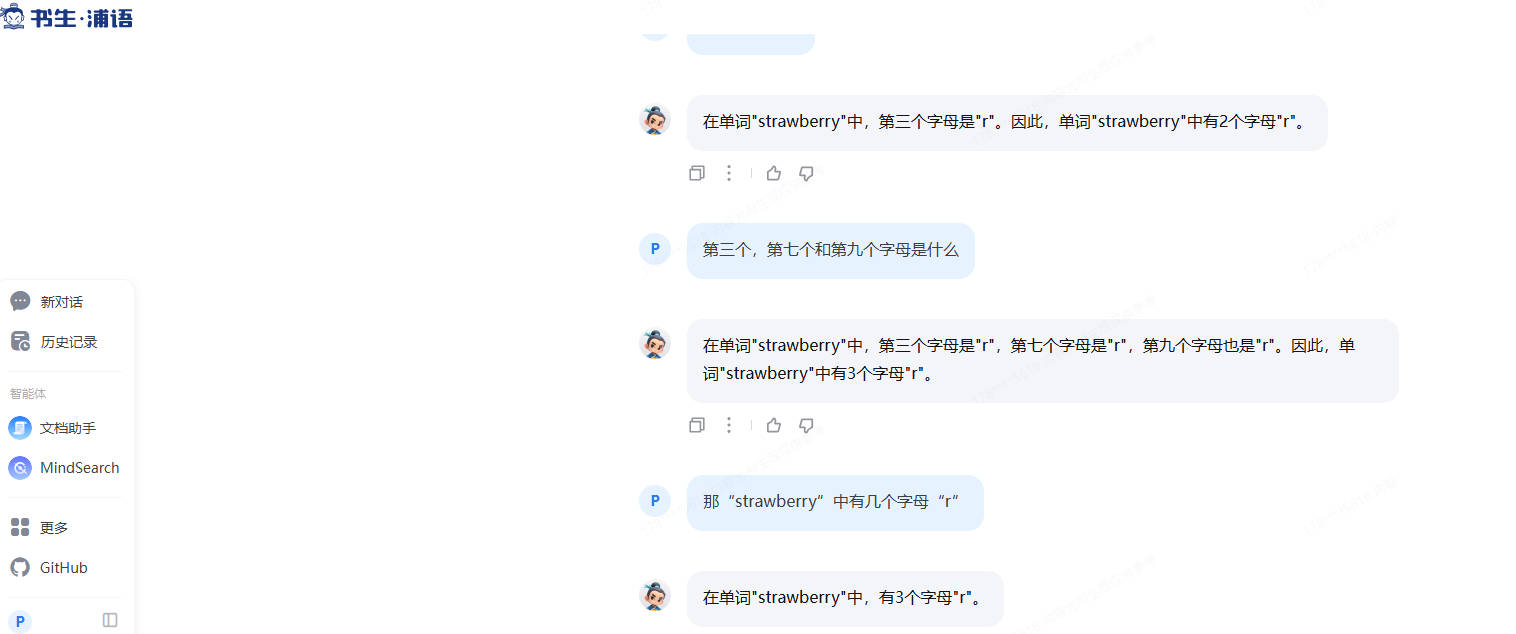 书生·浦语
在单词"strawberry"中，第三个字母是"r"。因此，单词"strawberry"中有2个字母"r"。
P
第三个，第七个和第九个字母是什么
在单词"strawberry"中，第三个字母是"r"，第七个字母是"r"，第九个字母也是"r"。因此，单
词"strawberry"中有3个字母"r"。
P
那“strawberry”中有几个字母“r”
在单词"strawberry"中，有3个字母"r"。
新对话
历史记录
智能体
文档助手
MindSearch
更多
GitHub
P